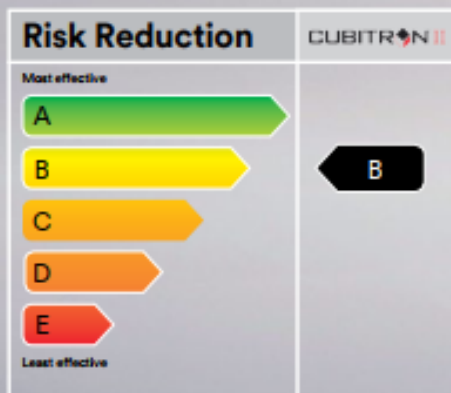 Risk Reduction
CUBITRON II
Most effective
A
B
B
C
D
E
Least effective